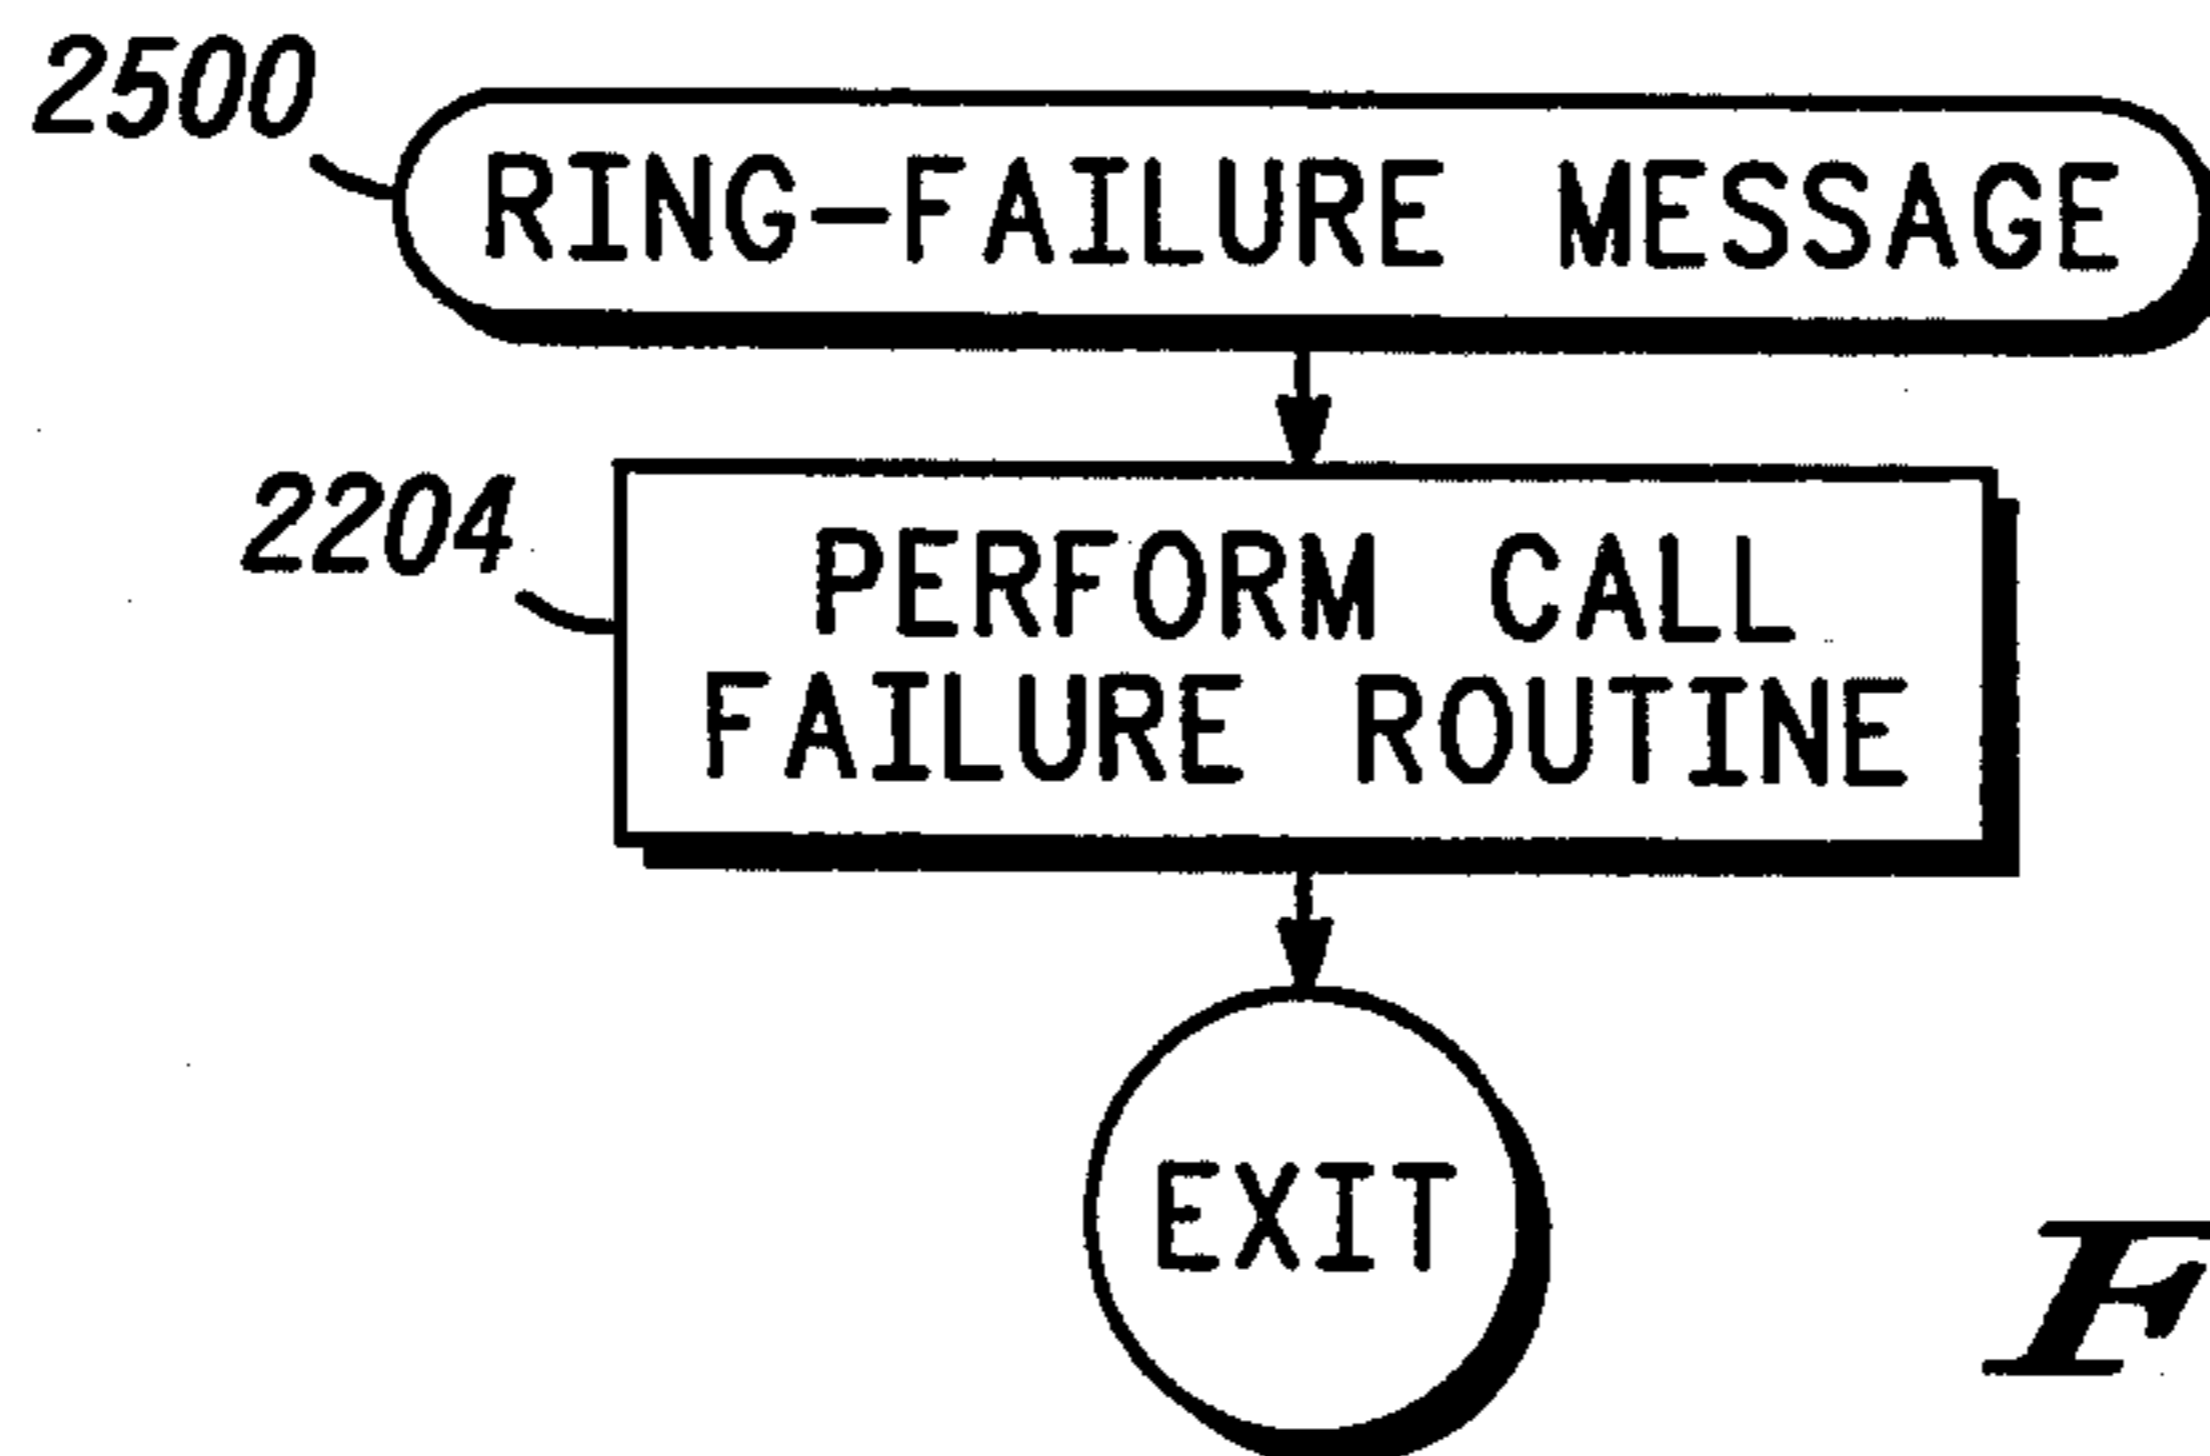 2500
RING-FAILURE MESSAGE
2204
PERFORM CALL
FAILURE ROUTINE
EXIT
F